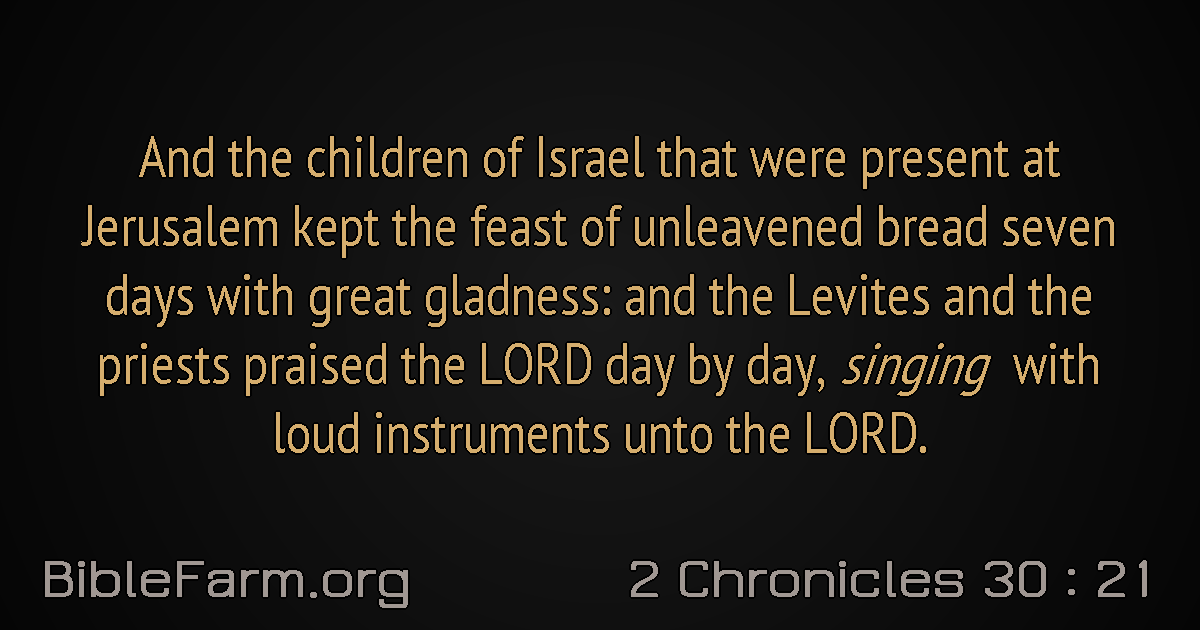 And the children of Israel that were present at
Jerusalem kept the feast of unleavened bread seven
days with great gladness: and the Levites and the
priests praised the LORD day by day, singing with
loud instruments unto the LORD.
BibleFarm.org
2 Chronicles 30 : 21